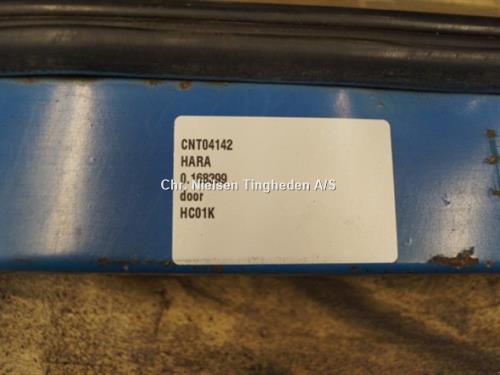 CNT04142
HARA
0.168399
Chr. Nielsen Tingheden A/S
door
HC01K